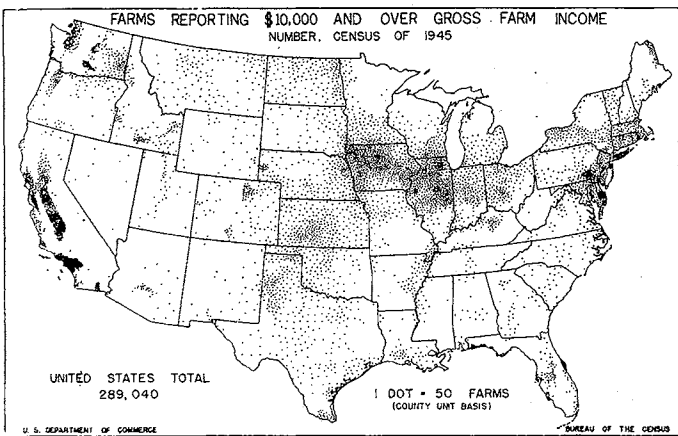 FARMS REPORTING $10,000 AND OVER GROSS FARM INCOME
NUMBER, CENSUS OF 1945
UNITED STATES TOTAL
289,040
1 DOT = 50 FARMS
(COUNTY UNIT BASIS)
U. S. DEPARTMENT OF COMMERCE
BUREAU OF THE CENSUS